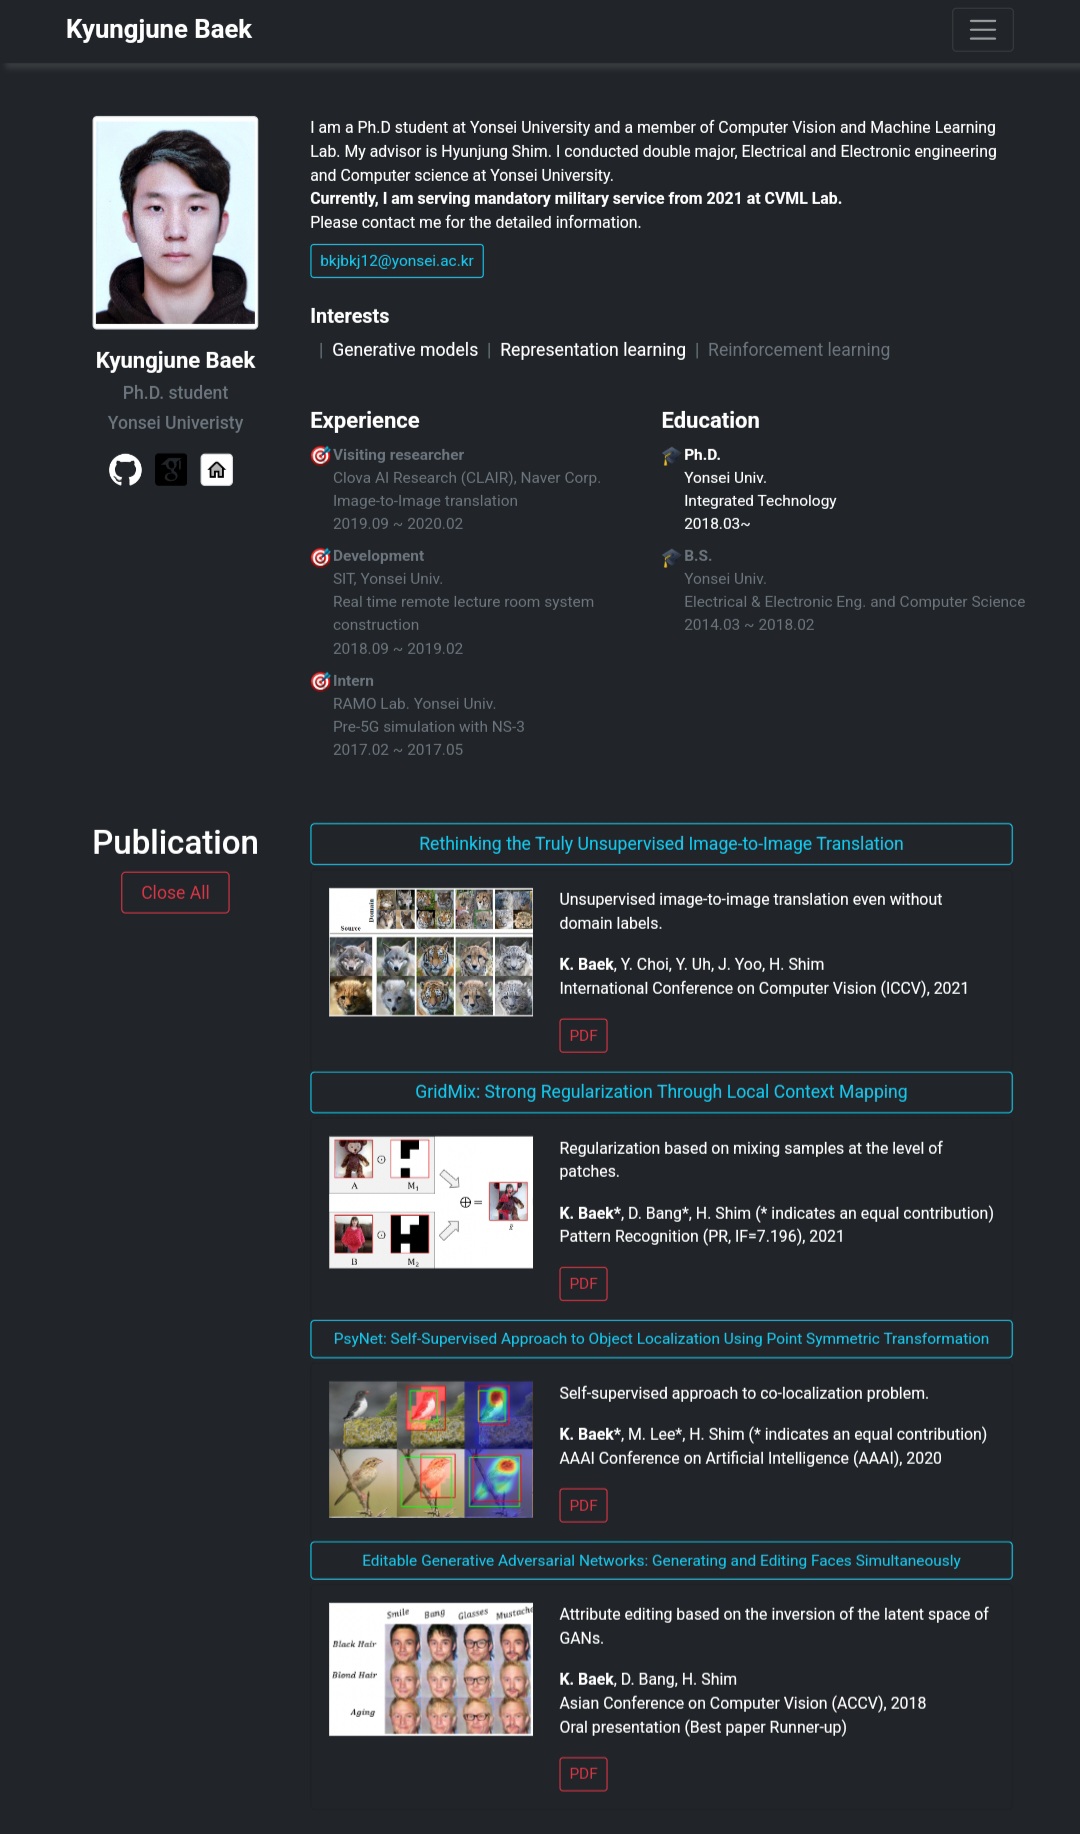 Kyungjune Baek
I am a Ph.D student at Yonsei University and a member of Computer Vision and Machine Learning
Lab. My advisor is Hyunjung Shim. I conducted double major, Electrical and Electronic engineering
and Computer science at Yonsei University.
Currently, I am serving mandatory military service from 2021 at CVML Lab.
Please contact me for the detailed information.
bkjbkj12@yonsei.ac.kr
Kyungjune Baek
Ph.D. student
Yonsei Univeristy
Interests
| Generative models | Representation learning | Reinforcement learning
Experience
Visiting researcher
Clova AI Research (CLAIR), Naver Corp.
Image-to-Image translation
2019.09 ~ 2020.02
Development
SIT, Yonsei Univ.
Real time remote lecture room system
construction
2018.09 ~ 2019.02
Intern
RAMO Lab. Yonsei Univ.
Pre-5G simulation with NS-3
2017.02 ~ 2017.05
Education
Ph.D.
Yonsei Univ.
Integrated Technology
2018.03~
B.S.
Yonsei Univ.
Electrical & Electronic Eng. and Computer Science
2014.03 ~ 2018.02
Publication
Close All
Rethinking the Truly Unsupervised Image-to-Image Translation
Domain
Source
Unsupervised image-to-image translation even without
domain labels.
K. Baek, Y. Choi, Y. Uh, J. Yoo, H. Shim
International Conference on Computer Vision (ICCV), 2021
PDF
GridMix: Strong Regularization Through Local Context Mapping
A
M1
B
M2
x̃
Regularization based on mixing samples at the level of
patches.
K. Baek*, D. Bang*, H. Shim (* indicates an equal contribution)
Pattern Recognition (PR, IF=7.196), 2021
PDF
PsyNet: Self-Supervised Approach to Object Localization Using Point Symmetric Transformation
Self-supervised approach to co-localization problem.
K. Baek*, M. Lee*, H. Shim (* indicates an equal contribution)
AAAI Conference on Artificial Intelligence (AAAI), 2020
PDF
Editable Generative Adversarial Networks: Generating and Editing Faces Simultaneously
Smile Bang Glasses Mustache
Black Hair
Blond Hair
Aging
Attribute editing based on the inversion of the latent space of
GANs.
K. Baek, D. Bang, H. Shim
Asian Conference on Computer Vision (ACCV), 2018
Oral presentation (Best paper Runner-up)
PDF